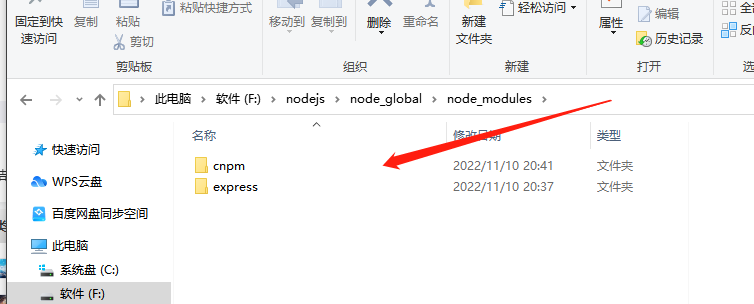 固定到快速访问
复制
粘贴
粘贴快捷方式
剪切
剪贴板
移动到
复制到
删除
重命名
组织
新建文件夹
轻松访问
新建
属性
编辑
历史记录
打开
此电脑 软件 (F:) nodejs node_global node_modules
名称 修改日期 类型
cnpm 2022/11/10 20:41 文件夹
express 2022/11/10 20:37 文件夹
快速访问
WPS云盘
百度网盘同步空间
此电脑
系统盘 (C:)
软件 (F:)